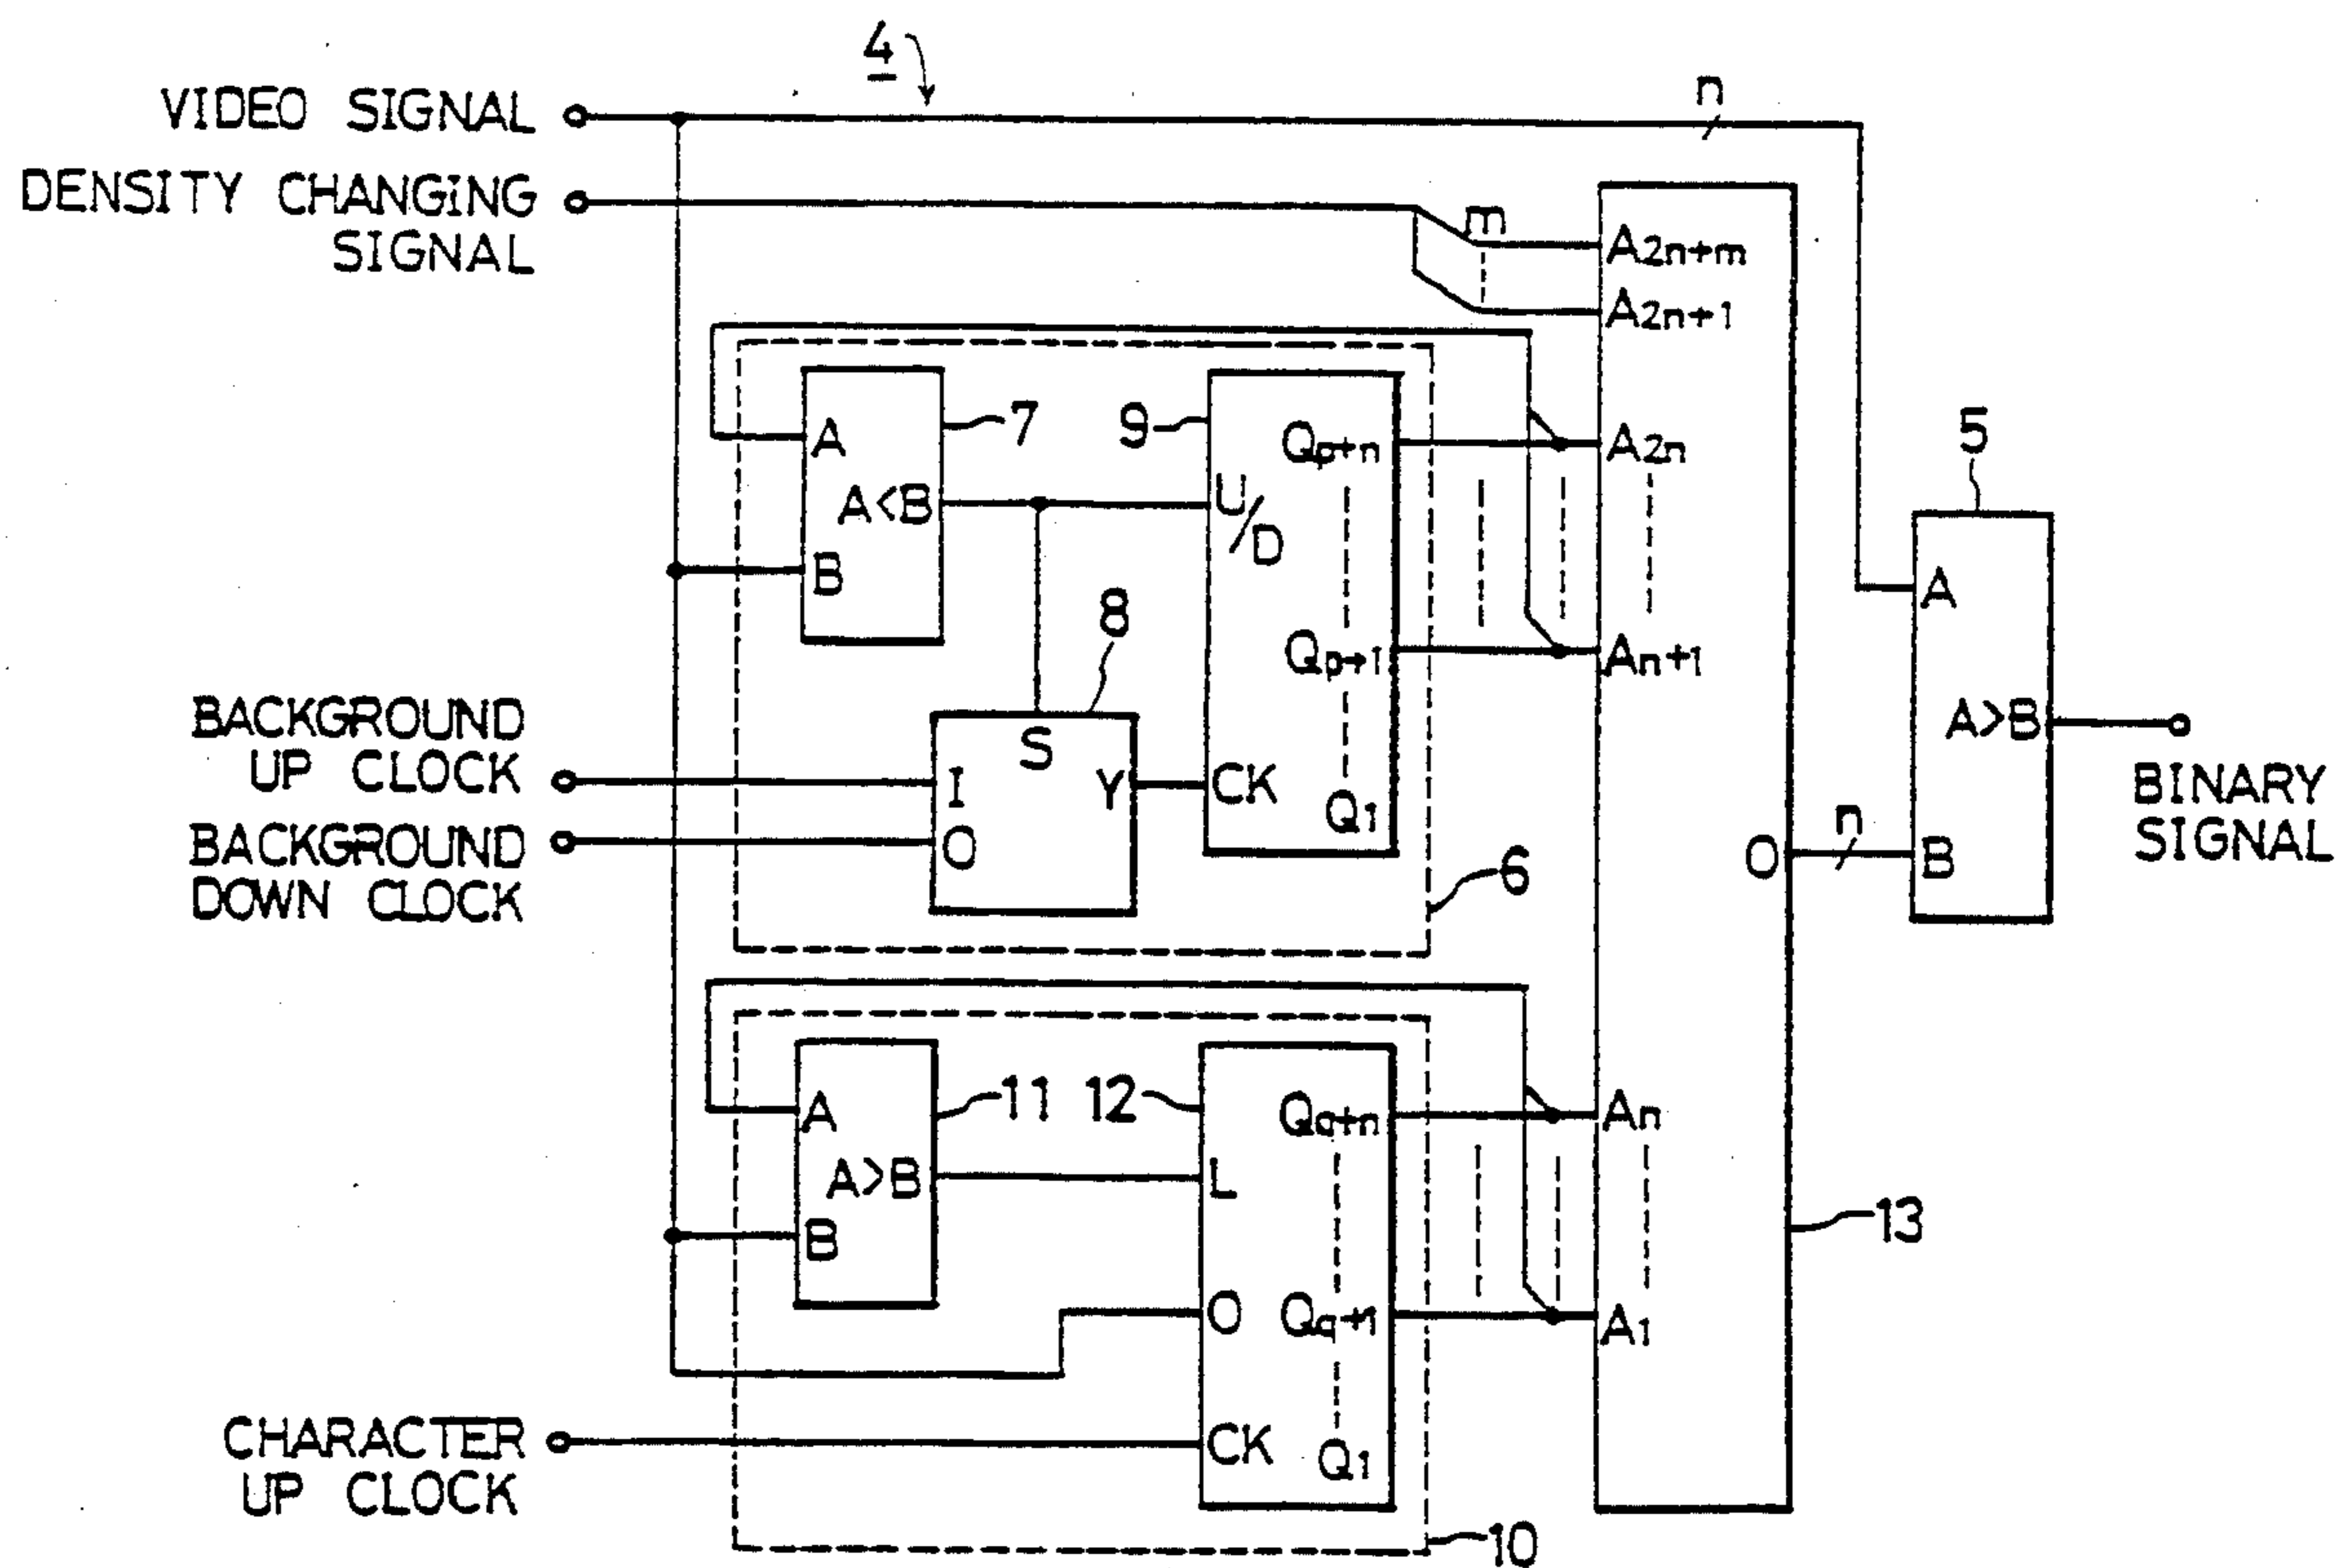 4
n
VIDEO SIGNAL
DENSITY CHANGING
SIGNAL
m
A2n+m
A2n+1
7
9
A
A<B
B
U/D
Qp+n
Qp+1
Q1
CK
A2n
An+1
5
A
A>B
B
BINARY
SIGNAL
8
S
I
O
Y
BACKGROUND
UP CLOCK
BACKGROUND
DOWN CLOCK
6
O
n
11
12
A
A>B
B
L
O
CK
Qq+n
Qq+1
Q1
An
A1
13
CHARACTER
UP CLOCK
10